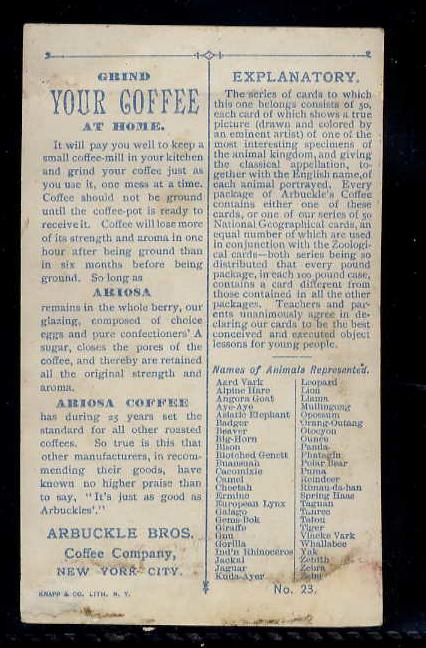 GRIND
YOUR COFFEE
AT HOME.
It will pay you well to keep a
small coffee-mill in your kitchen
and grind your coffee just as
you use it, one mess at a time.
Coffee should not be ground
until the coffee-pot is ready to
receive it. Coffee will lose more
of its strength and aroma in one
hour after being ground than
in six months before being
ground. So long as
ARIOSA
remains in the whole berry, our
glazing, composed of choice
eggs and pure confectioners' A
sugar, closes the pores of the
coffee, and thereby are retained
all the original strength and
aroma.
ARIOSA COFFEE
has during 25 years set the
standard for all other roasted
coffees. So true is this that
other manufacturers, in recom-
mending their goods, have
known no higher praise than
to say, "It's just as good as
Arbuckles'."
ARBUCKLE BROS.
Coffee Company,
NEW YORK CITY.
KNAPP & CO. LITH. N. Y.
EXPLANATORY.
The series of cards to which
this one belongs consists of 50,
each card of which shows a true
picture (drawn and colored by
an eminent artist) of one of the
most interesting specimens of
the animal kingdom, and giving
the classical appellation, to-
gether with the English name, of
each animal portrayed. Every
package of Arbuckle's Coffee
contains either one of these
cards, or one of our series of 50
National Geographical cards, an
equal number of which are used
in conjunction with the Zoologi-
cal cards—both series being so
distributed that every pound
package, in each 100 pound case,
contains a card different from
those contained in all the other
packages. Teachers and par-
ents unanimously agree in de-
claring our cards to be the best
conceived and executed object
lessons for young people.
Names of Animals Represented.
Aard Vark
Alpine Hare
Angora Goat
Aye-Aye
Asiatic Elephant
Badger
Beaver
Big-Horn
Bison
Blotched Genett
Buansuah
Cacomixle
Camel
Cheetah
Ermine
European Lynx
Galago
Gems-Bok
Giraffe
Gnu
Gorilla
Ind'n Rhinoceros
Jackal
Jaguar
Kuda-Ayer
Leopard
Lion
Llama
Mullingong
Opossum
Orang-Outang
Otocyon
Ounce
Panda
Phatagin
Polar Bear
Puma
Reindeer
Rimau-da-han
Spring Haas
Taguan
Taurec
Tatou
Tiger
Vlacke Vark
Whallabee
Yak
Zenith
Zebra
Zebu
No. 23.